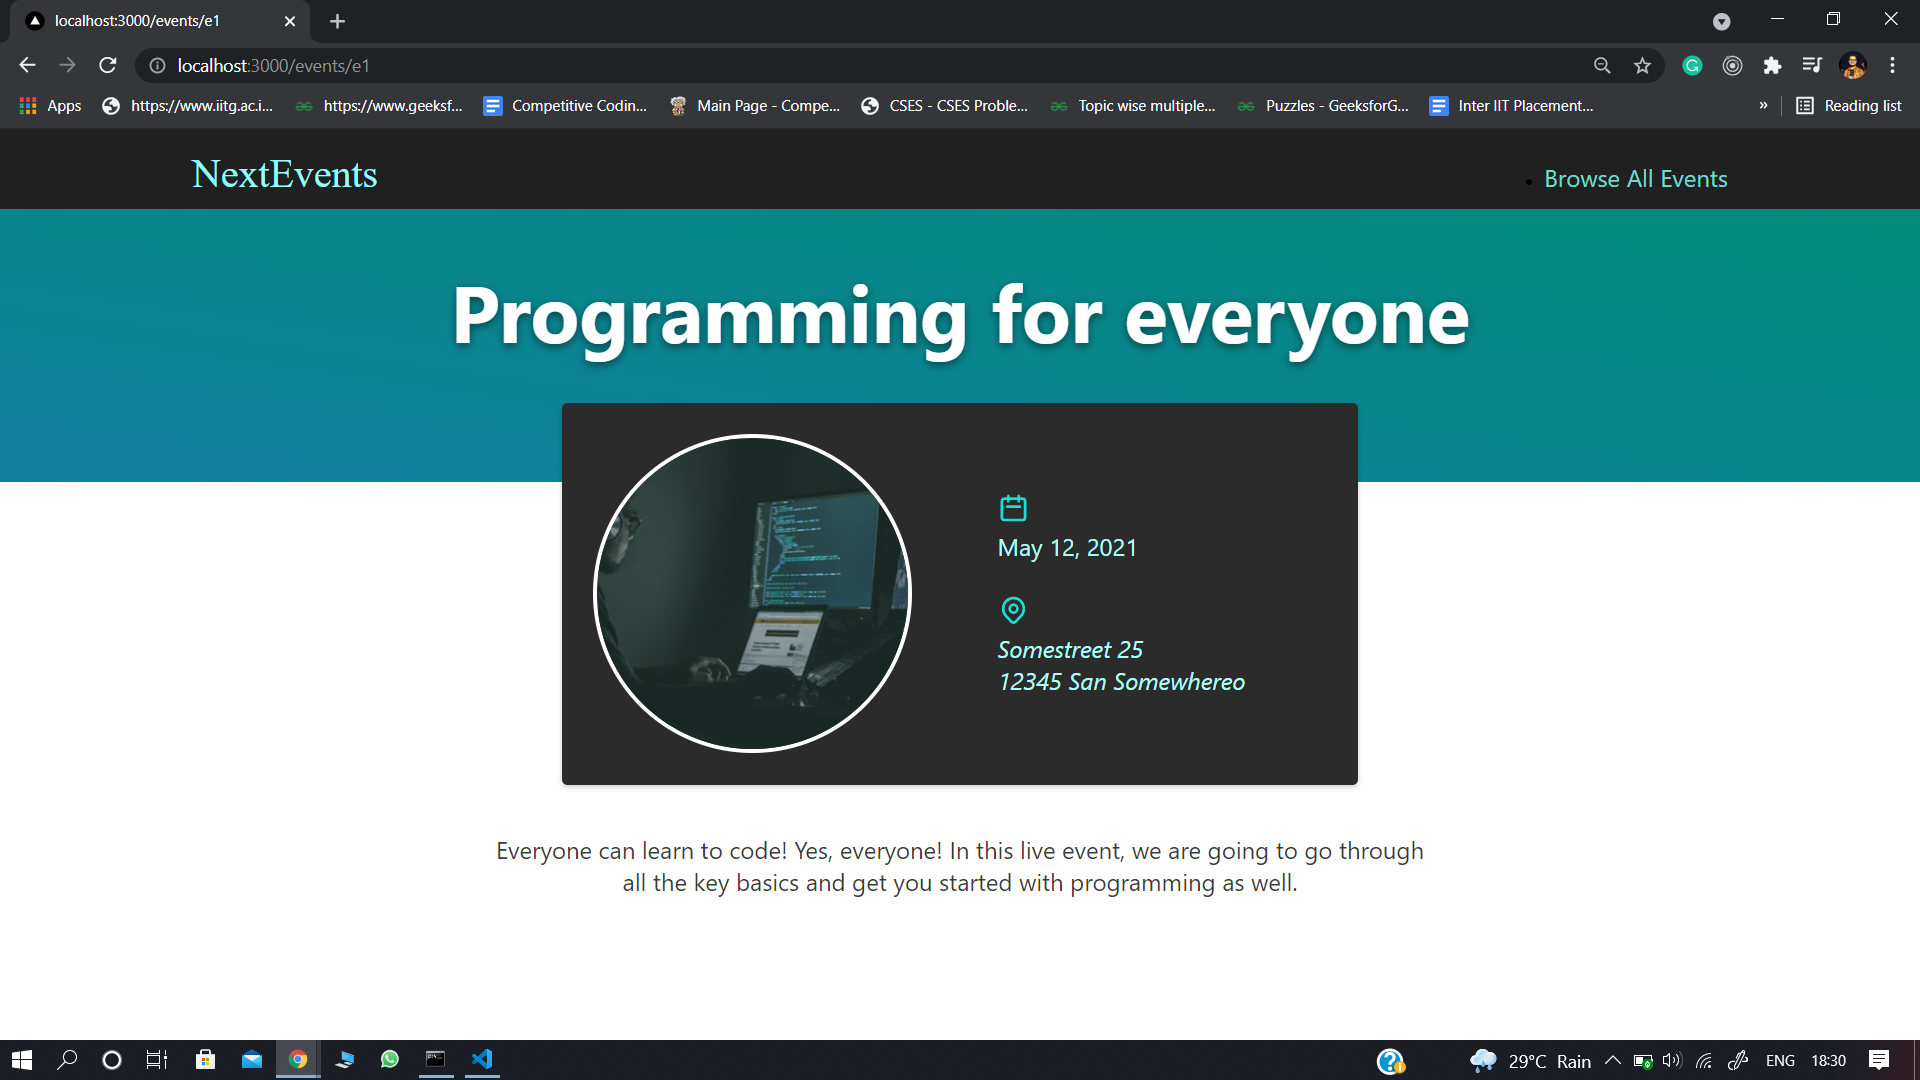 localhost:3000/events/e1
localhost:3000/events/e1
Apps https://www.iitg.ac.i... https://www.geeksf... Competitive Codin... Main Page - Compe... CSES - CSES Proble... Topic wise multiple... Puzzles - GeeksforG... Inter IIT Placement... » Reading list
NextEvents Browse All Events
Programming for everyone
May 12, 2021
Somestreet 25
12345 San Somewhereo
Everyone can learn to code! Yes, everyone! In this live event, we are going to go through
all the key basics and get you started with programming as well.
29°C Rain ENG 18:30